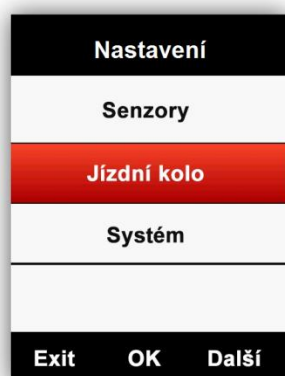 Nastavení
Senzory
Jízdní kolo
Systém
Exit OK Další